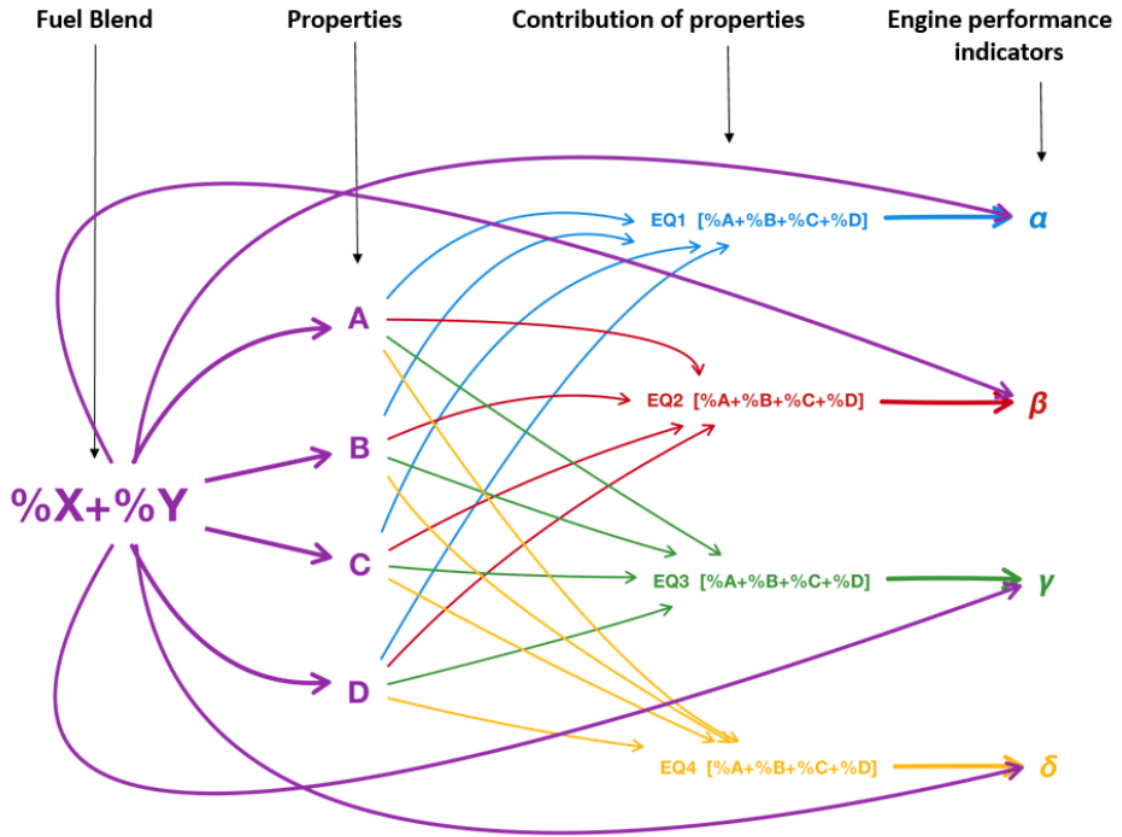 Fuel Blend
Properties
Contribution of properties
Engine performance
indicators
EQ1 [%A+%B+%C+%D]
α
A
EQ2 [%A+%B+%C+%D]
β
B
%X+%Y
C
EQ3 [%A+%B+%C+%D]
γ
D
EQ4 [%A+%B+%C+%D]
δ